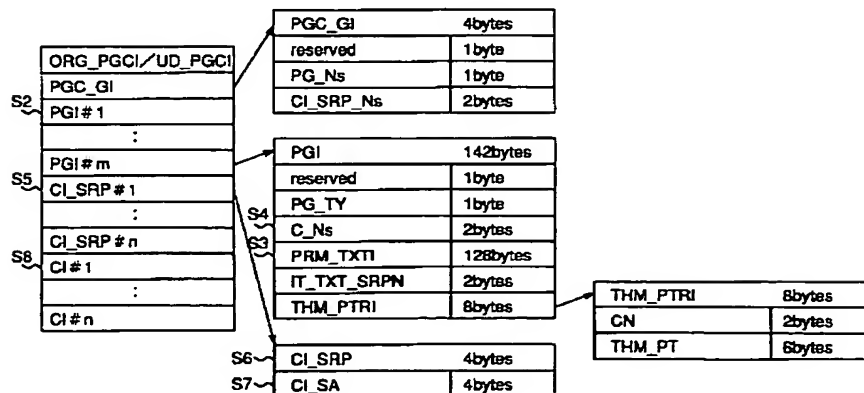 ORG_PGCI/UD_PGCI
PGC_GI
S2
PGI#1
:
PGI#m
S5
CI_SRP#1
:
CI_SRP#n
S8
CI#1
:
CI#n
PGC_GI 4bytes
reserved 1byte
PG_Ns 1byte
CI_SRP_Ns 2bytes
PGI 142bytes
reserved 1byte
PG_TY 1byte
S4
C_Ns 2bytes
S3
PRM_TXTI 128bytes
IT_TXT_SRPN 2bytes
THM_PTRI 8bytes
THM_PTRI 8bytes
CN 2bytes
THM_PT 6bytes
S6 CI_SRP 4bytes
S7 CI_SA 4bytes